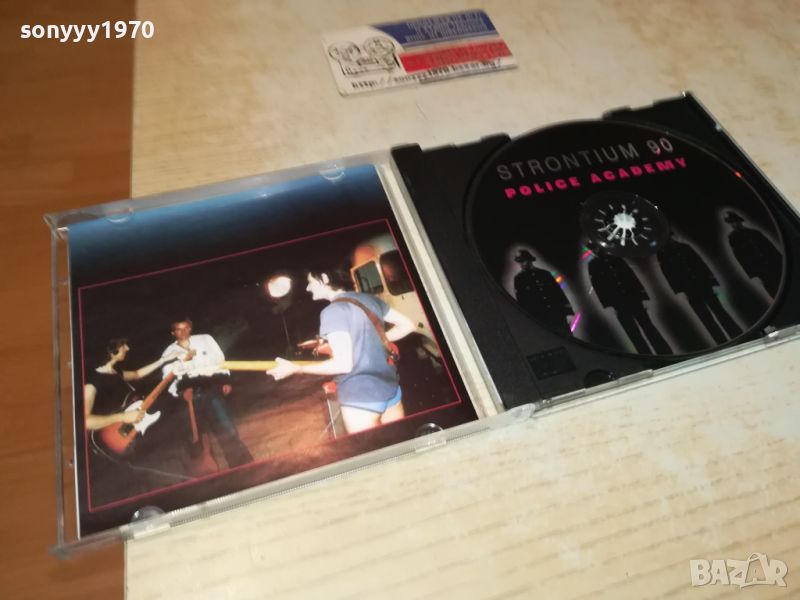 sonyyy1970
STRONTIUM 90
POLICE ACADEMY
BAZAR